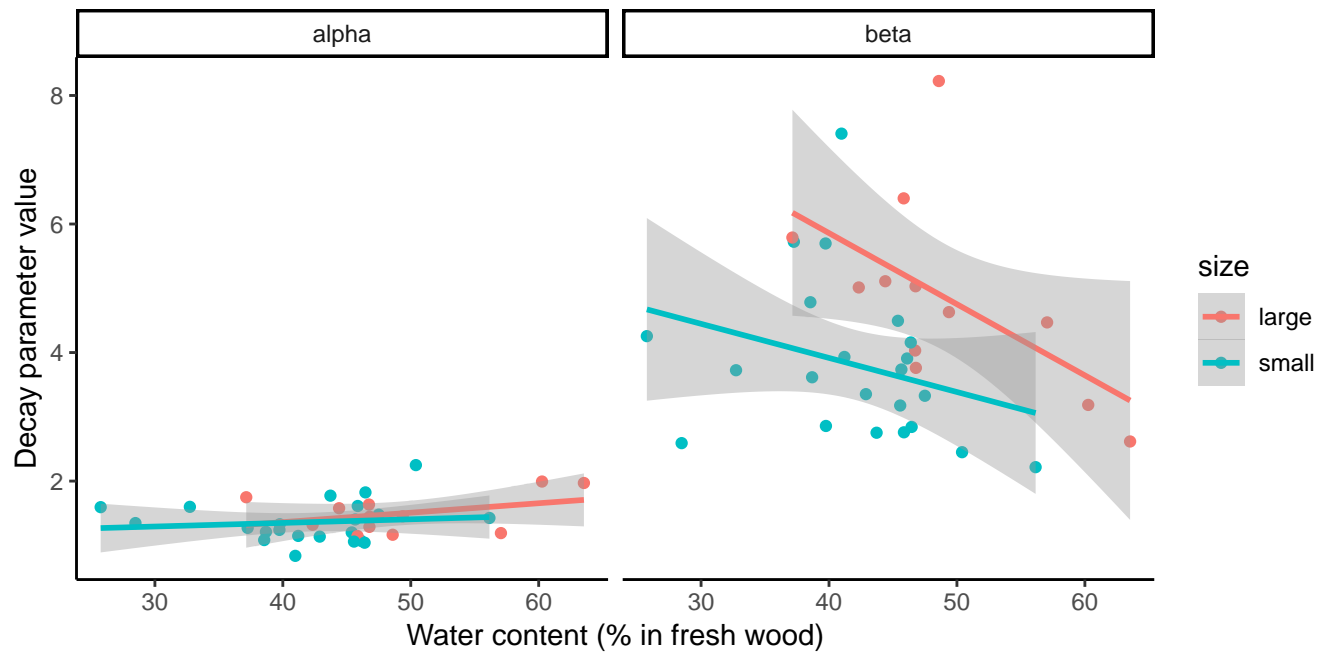 alpha
beta
Decay parameter value
8
6
4
2
30
40
50
60
30
40
50
60
Water content (% in fresh wood)
size
large
small